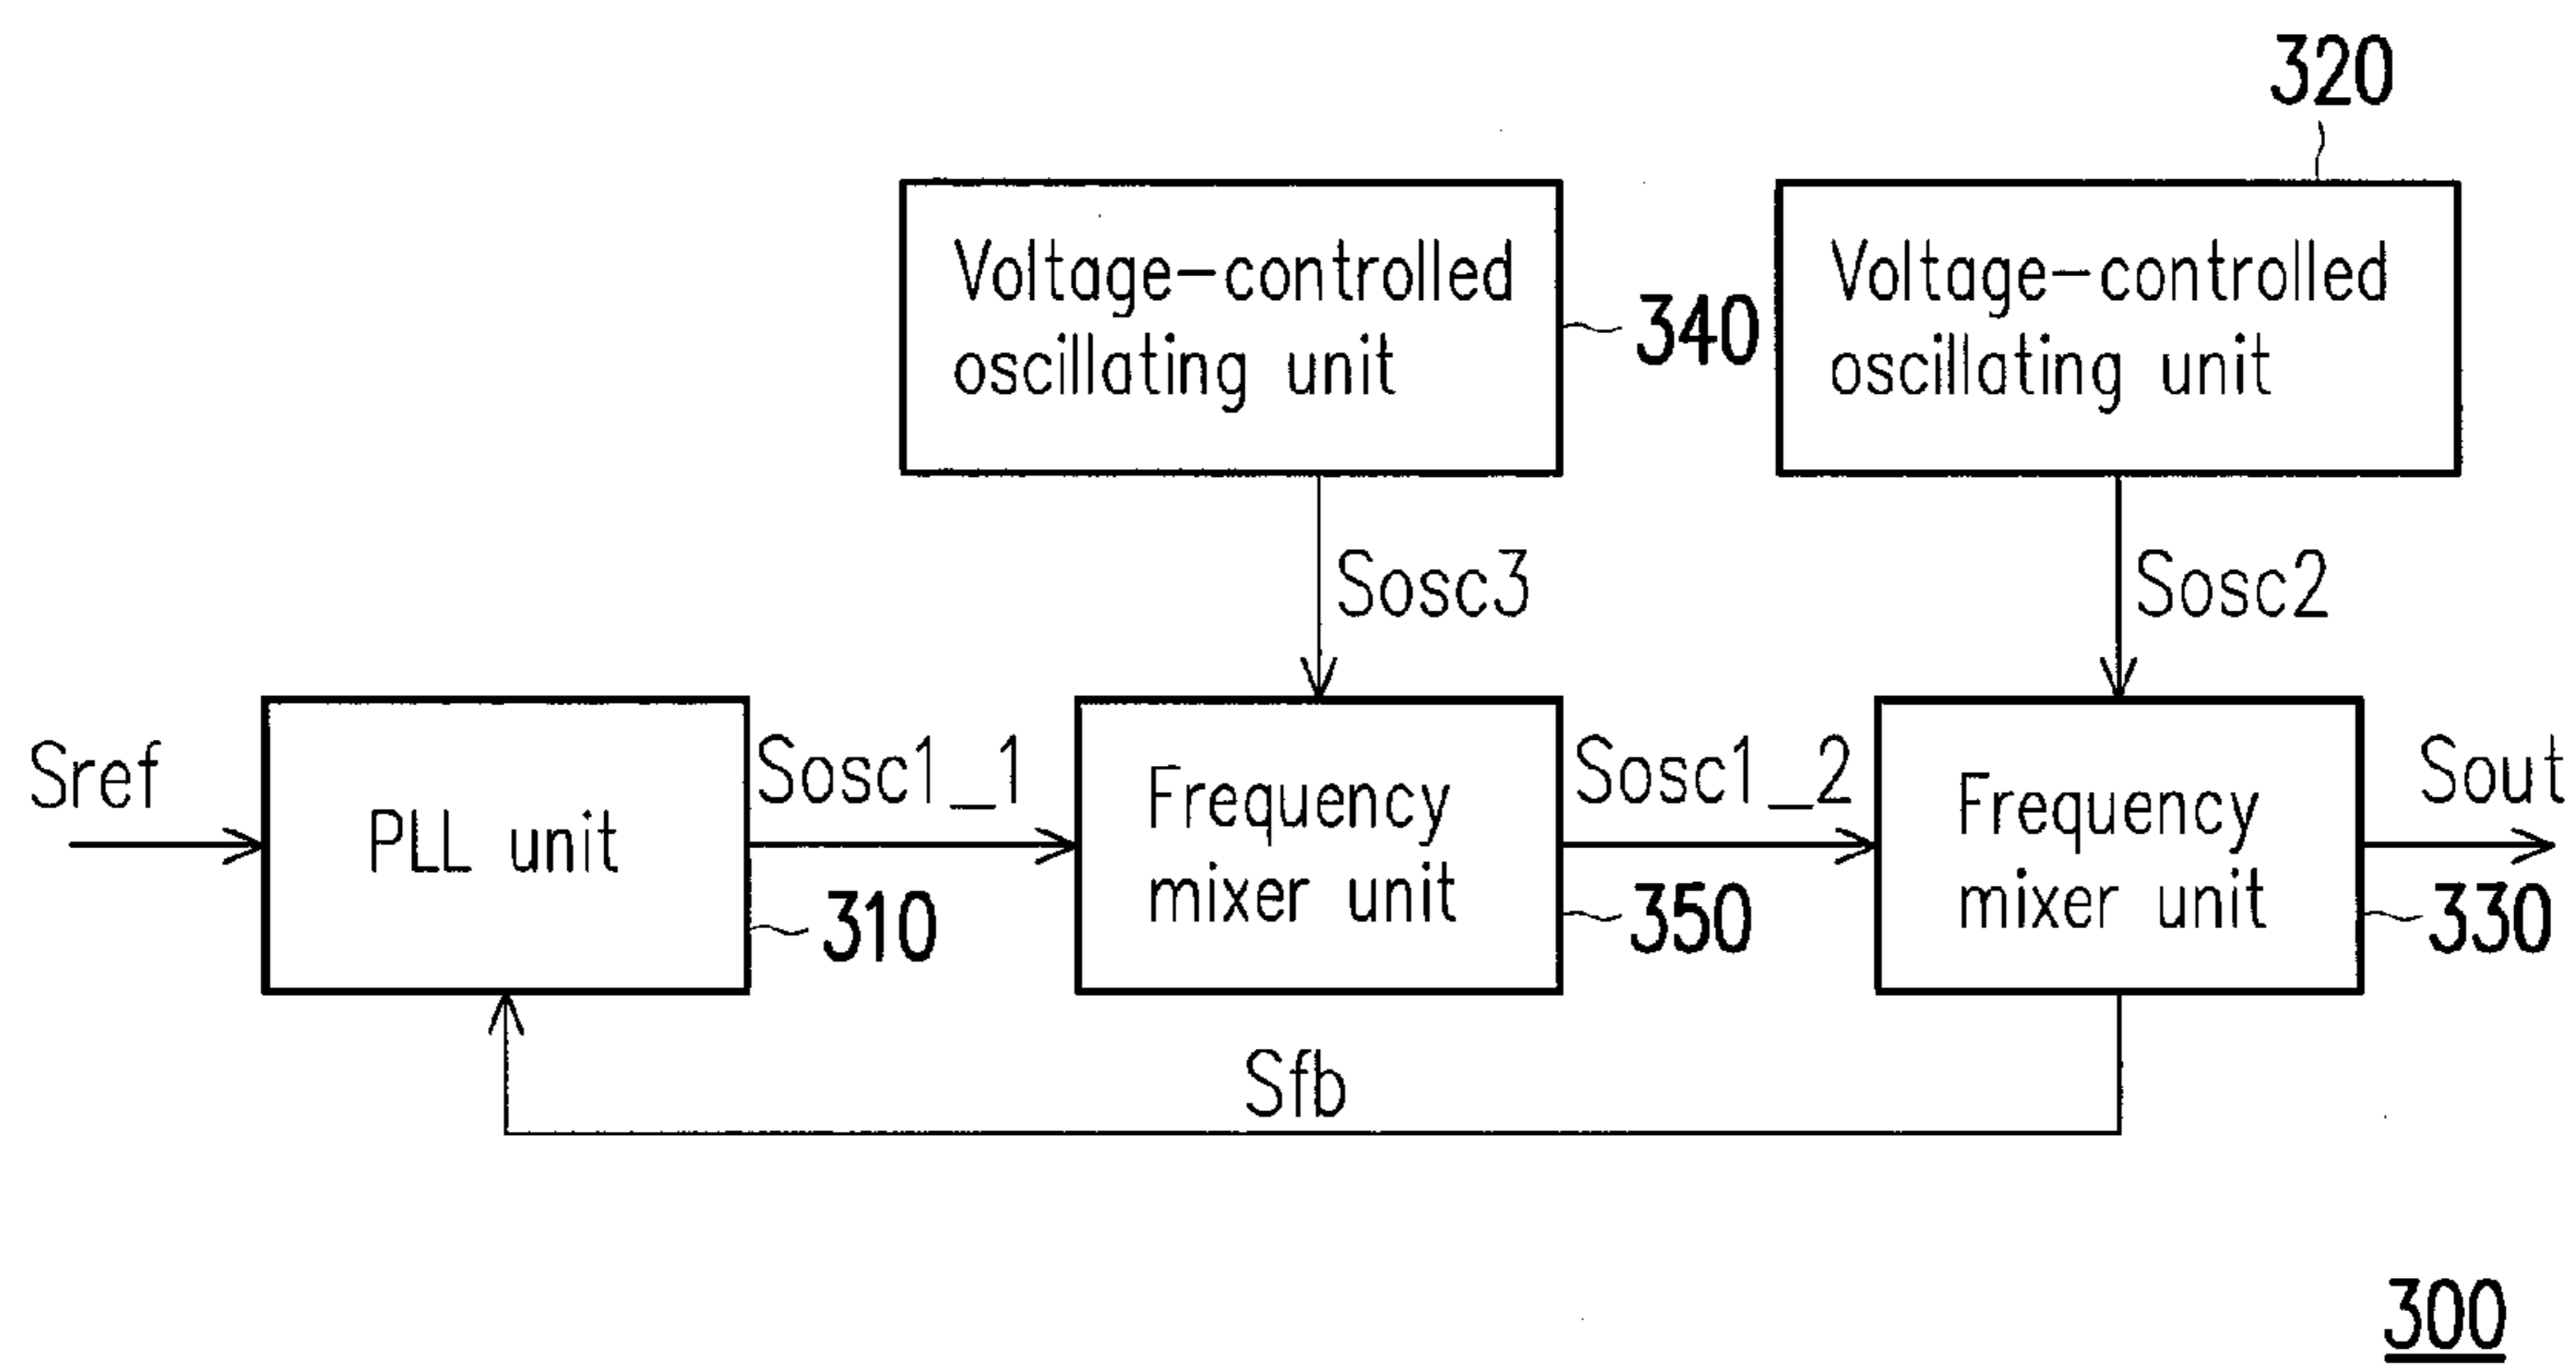 320
Voltage-controlled
oscillating unit
340
Voltage-controlled
oscillating unit
Sosc3
Sosc2
Sref
PLL unit
310
Sosc1_1
Frequency
mixer unit
350
Sosc1_2
Frequency
mixer unit
330
Sout
Sfb
300